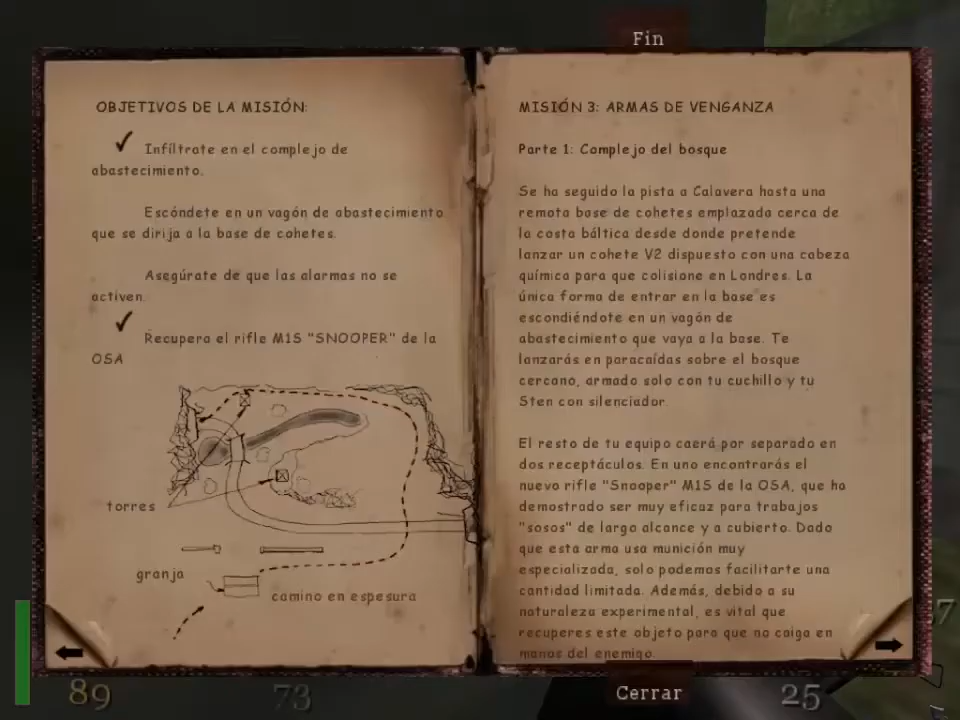 Fin
OBJETIVOS DE LA MISIÓN:
Infíltrate en el complejo de
abastecimiento.
Escóndete en un vagón de abastecimiento
que se dirija a la base de cohetes.
Asegúrate de que las alarmas no se
activen.
Recupera el rifle M1S "SNOOPER" de la
OSA
torres
granja
camino en espesura
MISIÓN 3: ARMAS DE VENGANZA
Parte 1: Complejo del bosque
Se ha seguido la pista a Calavera hasta una
remota base de cohetes emplazada cerca de
la costa báltica desde donde pretende
lanzar un cohete V2 dispuesto con una cabeza
química para que colisione en Londres. La
única forma de entrar en la base es
escondiéndote en un vagón de
abastecimiento que vaya a la base. Te
lanzarás en paracaídas sobre el bosque
cercano, armado solo con tu cuchillo y tu
Sten con silenciador.
El resto de tu equipo caerá por separado en
dos receptáculos. En uno encontrarás el
nuevo rifle "Snooper" M1S de la OSA, que ha
demostrado ser muy eficaz para trabajos
"sosos" de larga alcance y a cubierto. Dado
que esta arma usa munición muy
especializada, solo podemos facilitarte una
cantidad limitada. Además, debido a su
naturaleza experimental, es vital que
recuperes este objeto para que no caiga en
manos del enemigo.
89
73
Cerrar
25